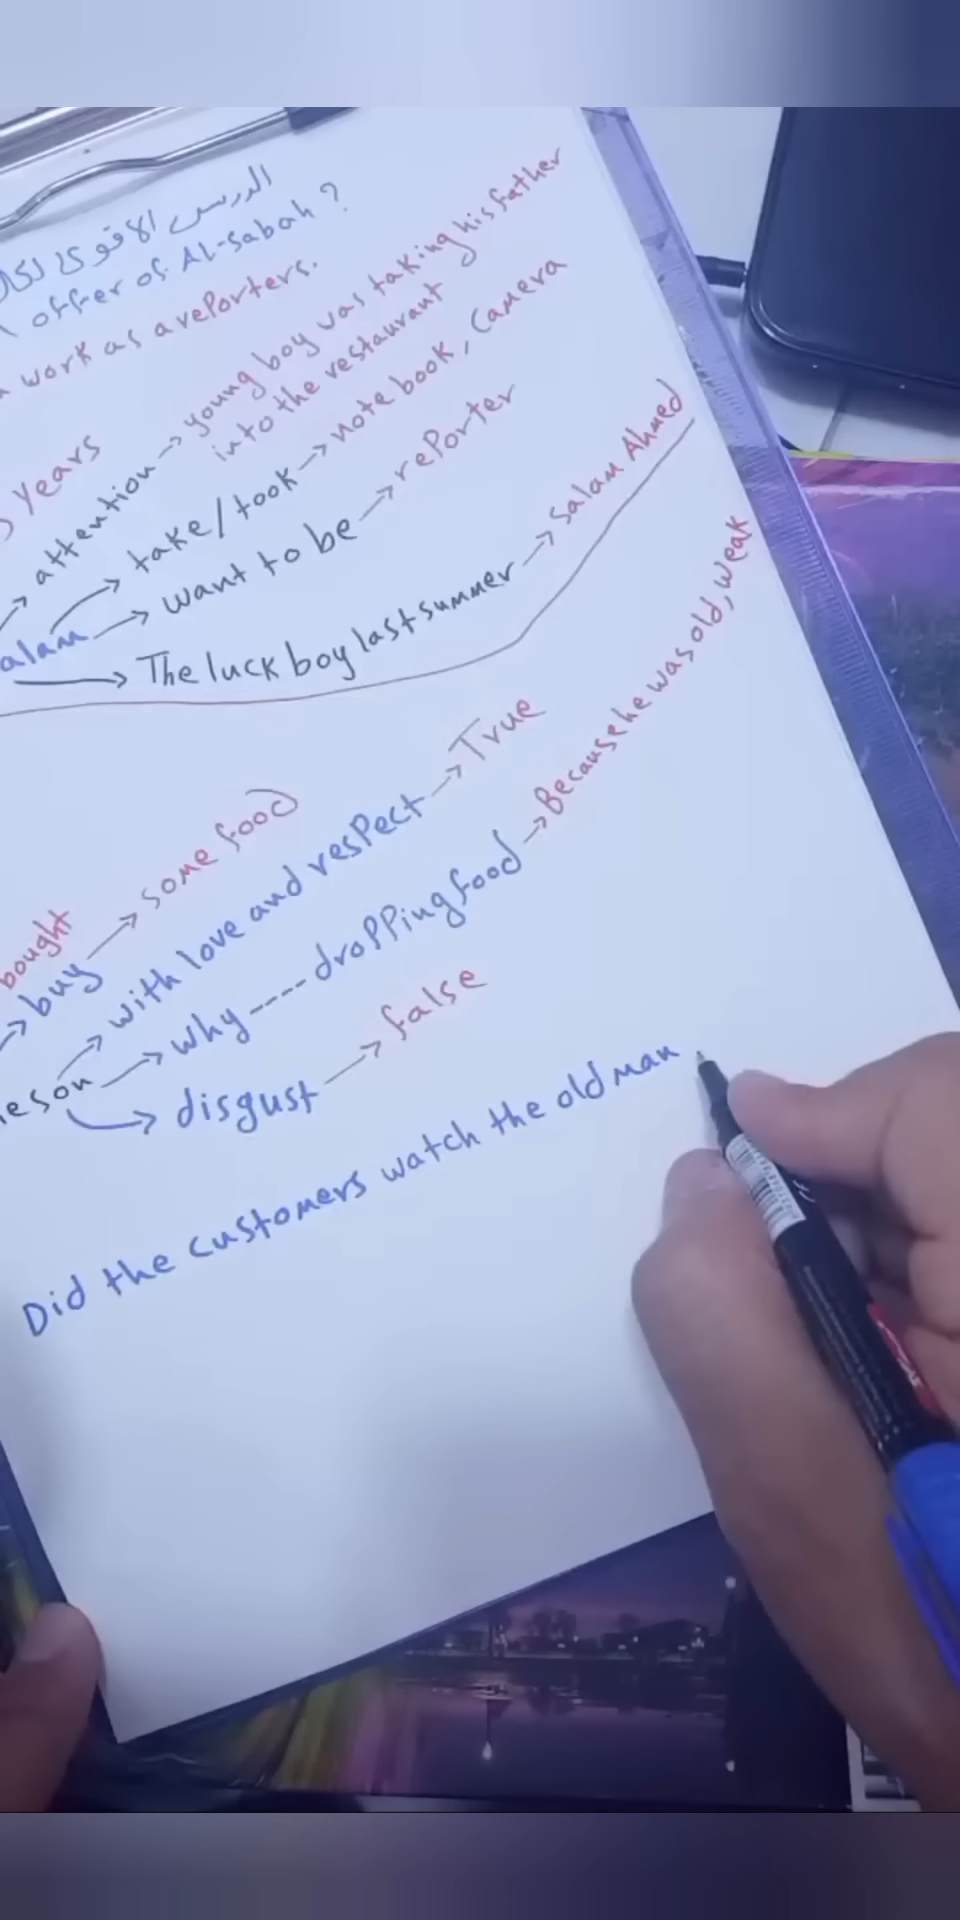 الدرس الاقوى
offer of Al-sabah ?
work as a reporters.
years
attention → young boy was taking his father
into the restaurant
take/took → note book, camera
want to be → reporter
alam
→ The luck boy last summer → Salam Ahmed
bought
buy → some food
with love and respect → True
why ---- dropping food → Because he was old, weak
eson
disgust → false
Did the customers watch the old man